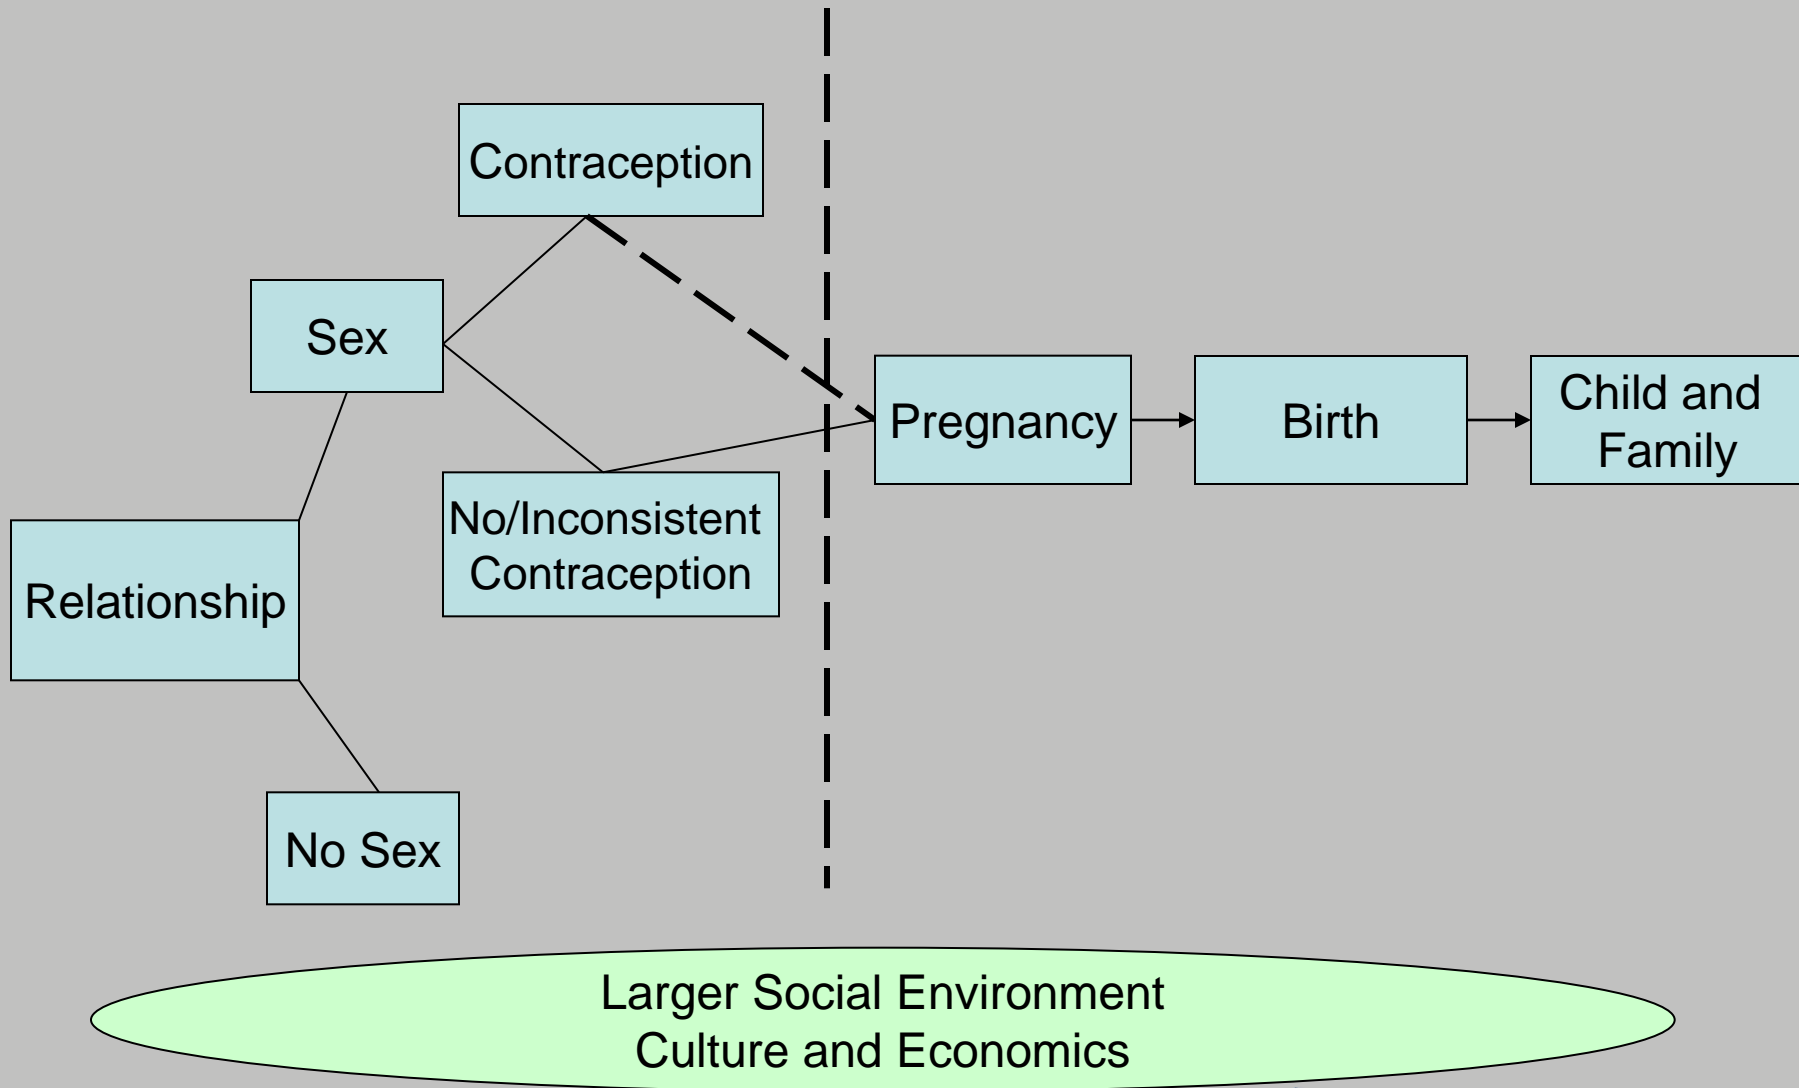 Contraception
Sex
Pregnancy
Birth
Child and
Family
No/Inconsistent
Contraception
Relationship
No Sex
Larger Social Environment
Culture and Economics